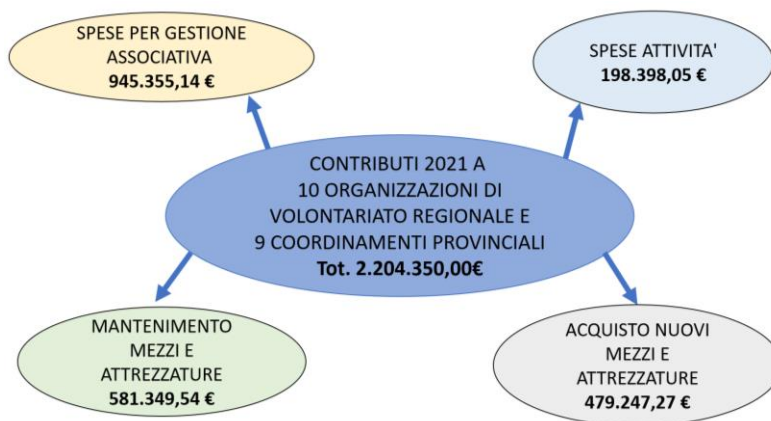 SPESE PER GESTIONE
ASSOCIATIVA
945.355,14 €
SPESE ATTIVITA'
198.398,05 €
CONTRIBUTI 2021 A
10 ORGANIZZAZIONI DI
VOLONTARIATO REGIONALE E
9 COORDINAMENTI PROVINCIALI
Tot. 2.204.350,00€
MANTENIMENTO
MEZZI E
ATTREZZATURE
581.349,54 €
ACQUISTO NUOVI
MEZZI E
ATTREZZATURE
479.247,27 €